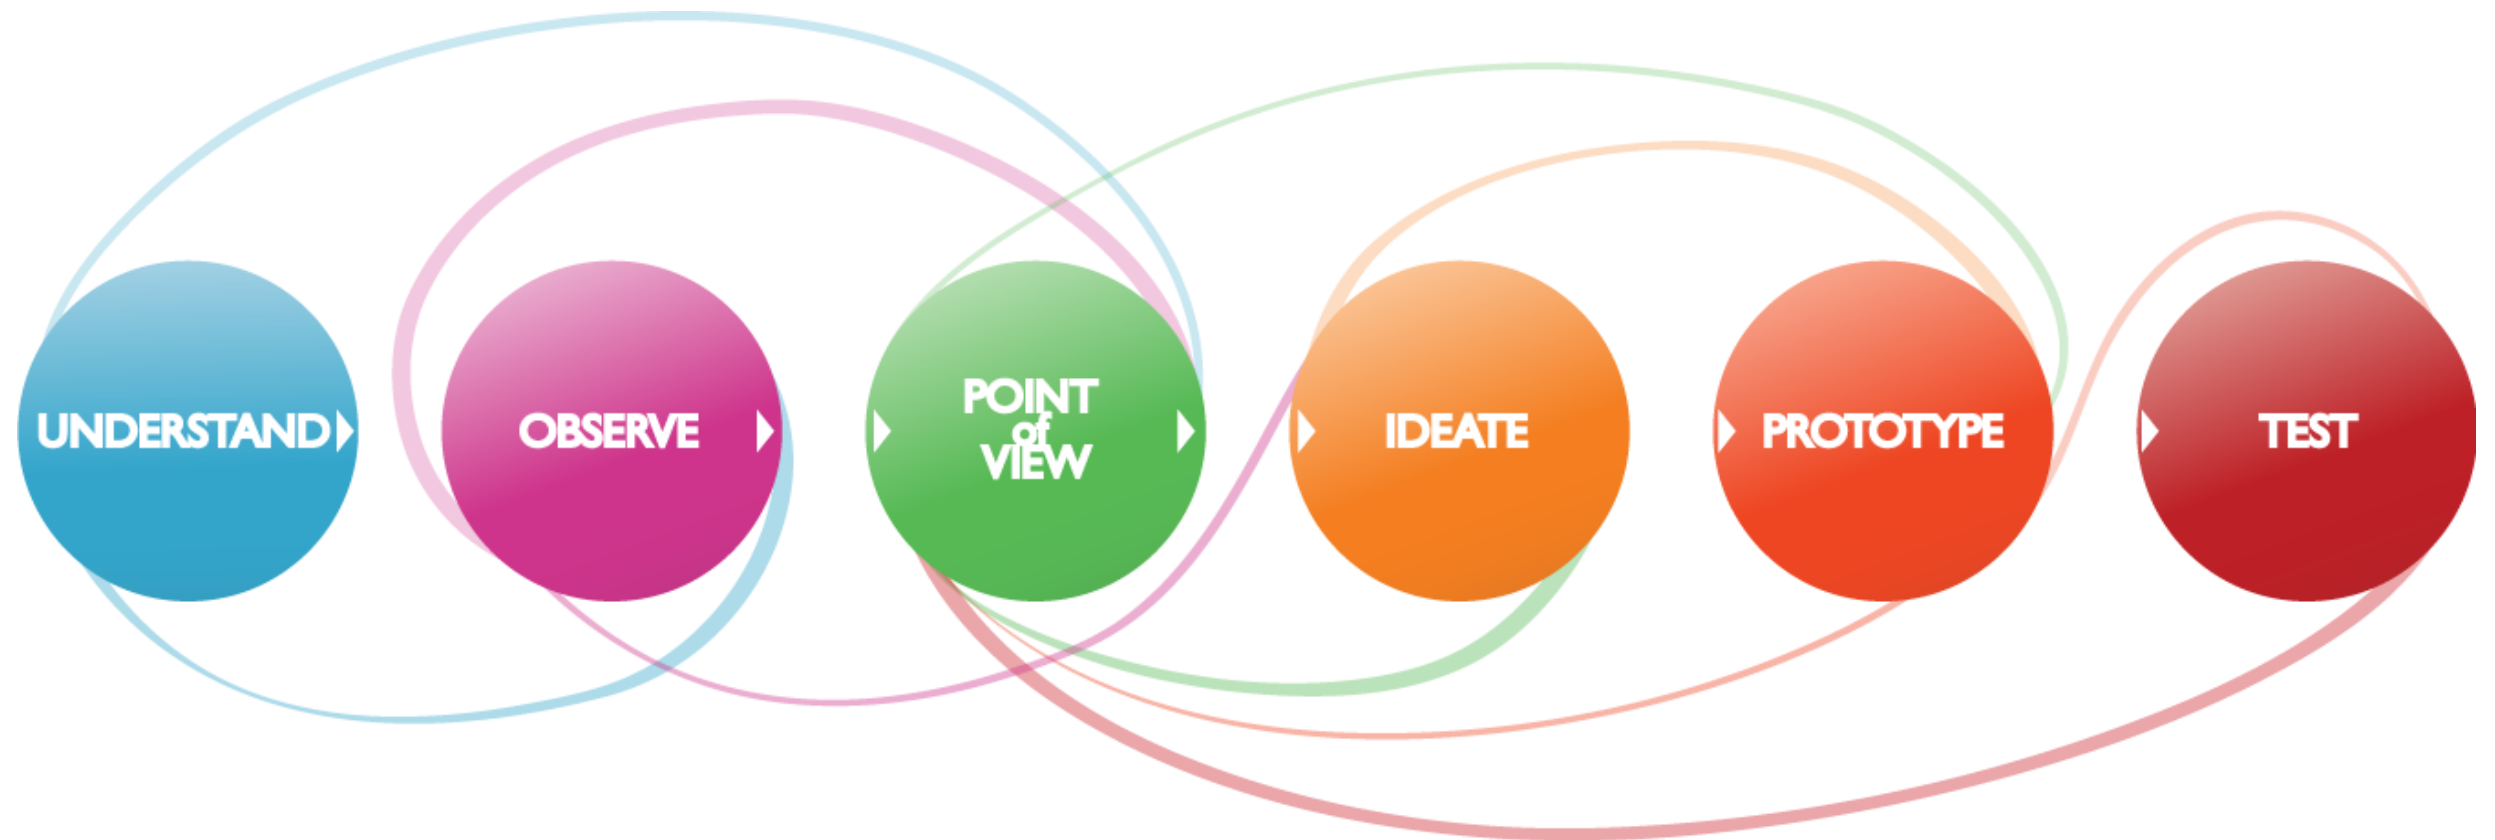 UNDERSTAND
OBSERVE
POINT
of
VIEW
IDEATE
PROTOTYPE
TEST